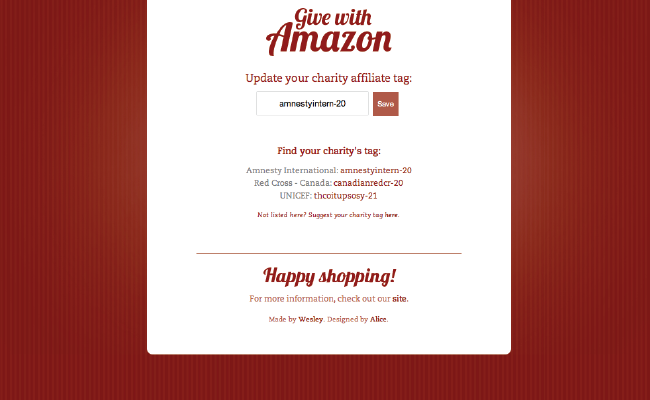 Give with
Amazon
Update your charity affiliate tag:
amnestyintern-20 Save
Find your charity's tag:
Amnesty International: amnestyintern-20
Red Cross - Canada: canadianredcr-20
UNICEF: thcoitupsosy-21
Not listed here? Suggest your charity tag here.
Happy shopping!
For more information, check out our site.
Made by Wesley. Designed by Alice.